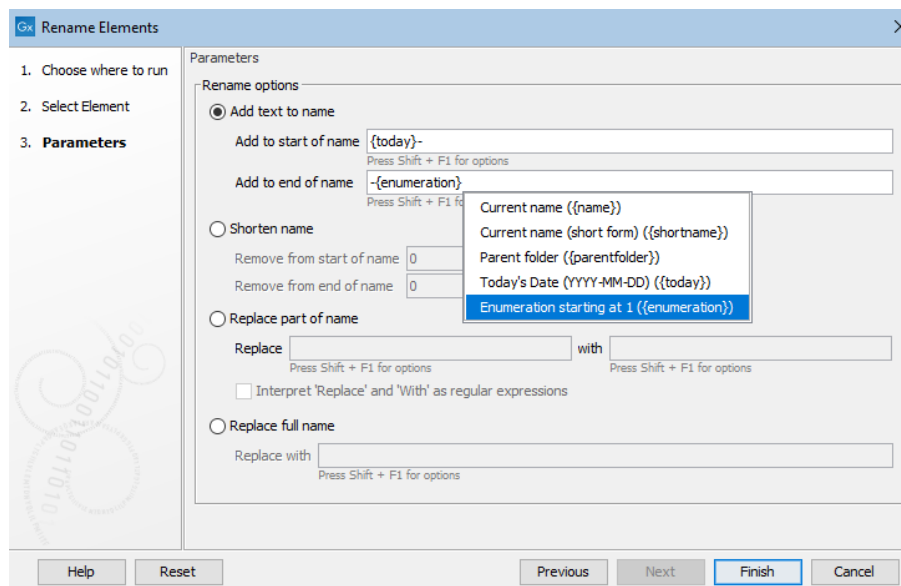 Gx Rename Elements
1. Choose where to run
2. Select Element
3. Parameters
Parameters
Rename options
Add text to name
Add to start of name {today}-
Press Shift + F1 for options
Add to end of name -{enumeration}
Press Shift + F1 fo
Current name ({name})
Current name (short form) ({shortname})
Parent folder ({parentfolder})
Today's Date (YYYY-MM-DD) ({today})
Enumeration starting at 1 ({enumeration})
Shorten name
Remove from start of name 0
Remove from end of name 0
Replace part of name
Replace with
Press Shift + F1 for options Press Shift + F1 for options
Interpret 'Replace' and 'With' as regular expressions
Replace full name
Replace with
Press Shift + F1 for options
Help Reset Previous Next Finish Cancel